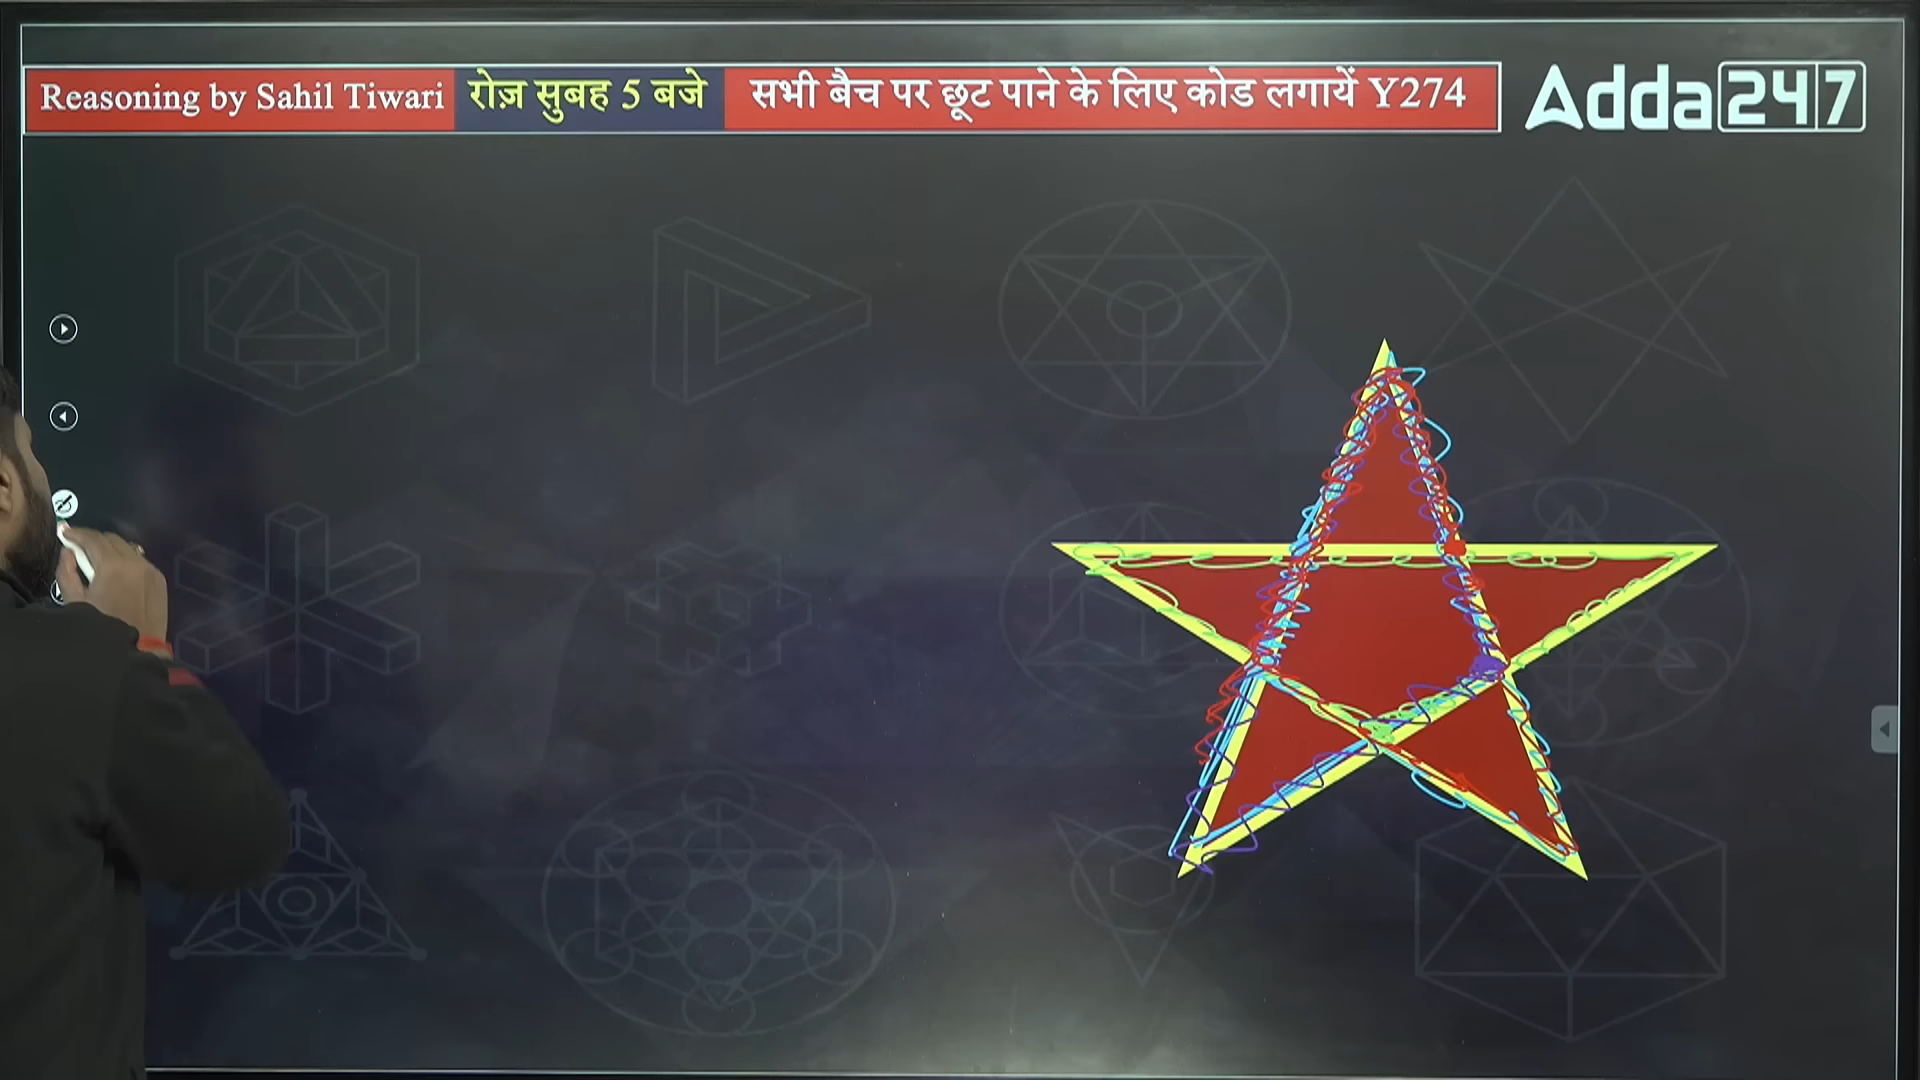 Reasoning by Sahil Tiwari रोज़ सुबह 5 बजे सभी बैच पर छूट पाने के लिए कोड लगायें Y274 Adda247